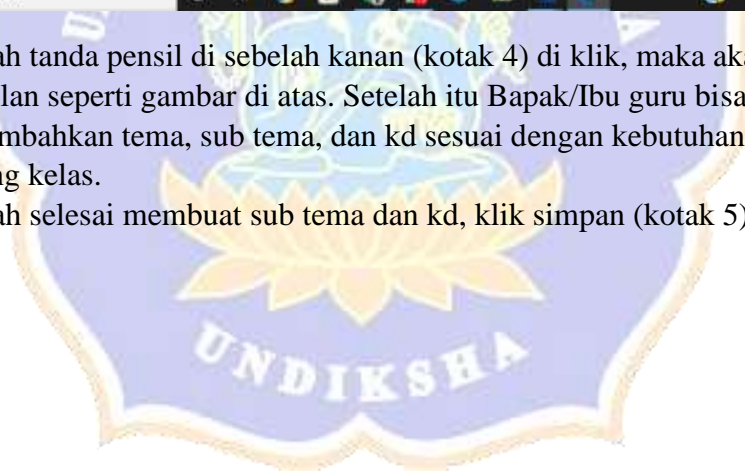 ah tanda pensil di sebelah kanan (kotak 4) di klik, maka aka
lan seperti gambar di atas. Setelah itu Bapak/Ibu guru bisa
mbahkan tema, sub tema, dan kd sesuai dengan kebutuhan
ng kelas.
ah selesai membuat sub tema dan kd, klik simpan (kotak 5)
UNDIKSHA